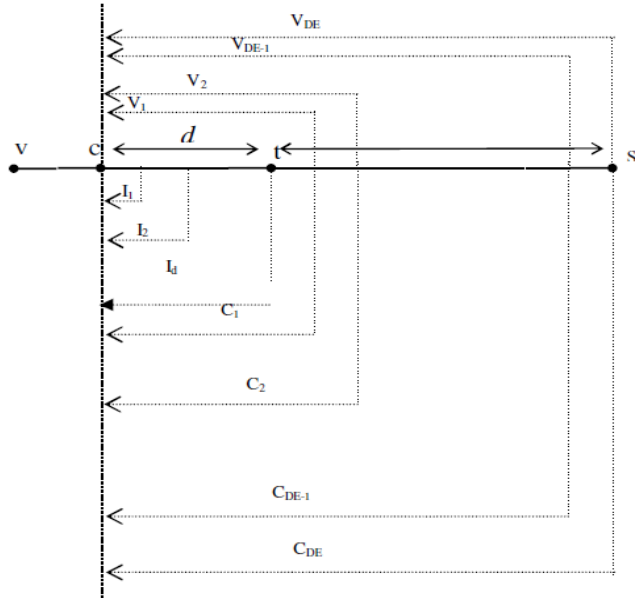 V_DE
V_DE-1
V_2
V_1
v c d t s
I_1
I_2
I_d
C_1
C_2
C_DE-1
C_DE